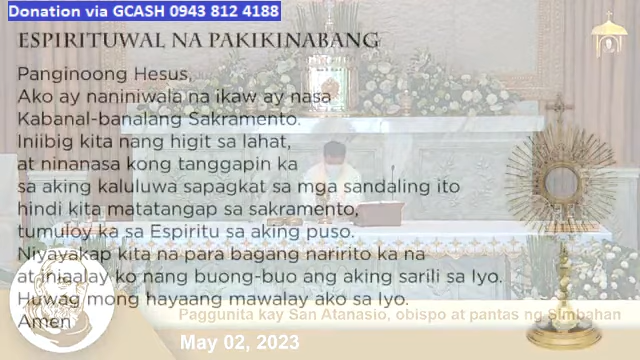 Donation via GCASH 0943 812 4188
ESPIRITUWAL NA PAKIKINABANG
Panginoong Hesus,
Ako ay naniniwala na ikaw ay nasa
Kabanal-banalang Sakramento.
Iniibig kita nang higit sa lahat,
at ninanasa kong tanggapin ka
sa aking kaluluwa sapagkat sa mga sandaling ito
hindi kita matatangap sa sakramento,
tumuloy ka sa Espiritu sa aking puso.
Niyayakap kita na para bagang naririto ka na
at iniaalay ko nang buong-buo ang aking sarili sa Iyo.
Huwag mong hayaang mawalay ako sa Iyo.
Amen
Paggunita kay San Atanasio, obispo at pantas ng Simbahan
May 02, 2023